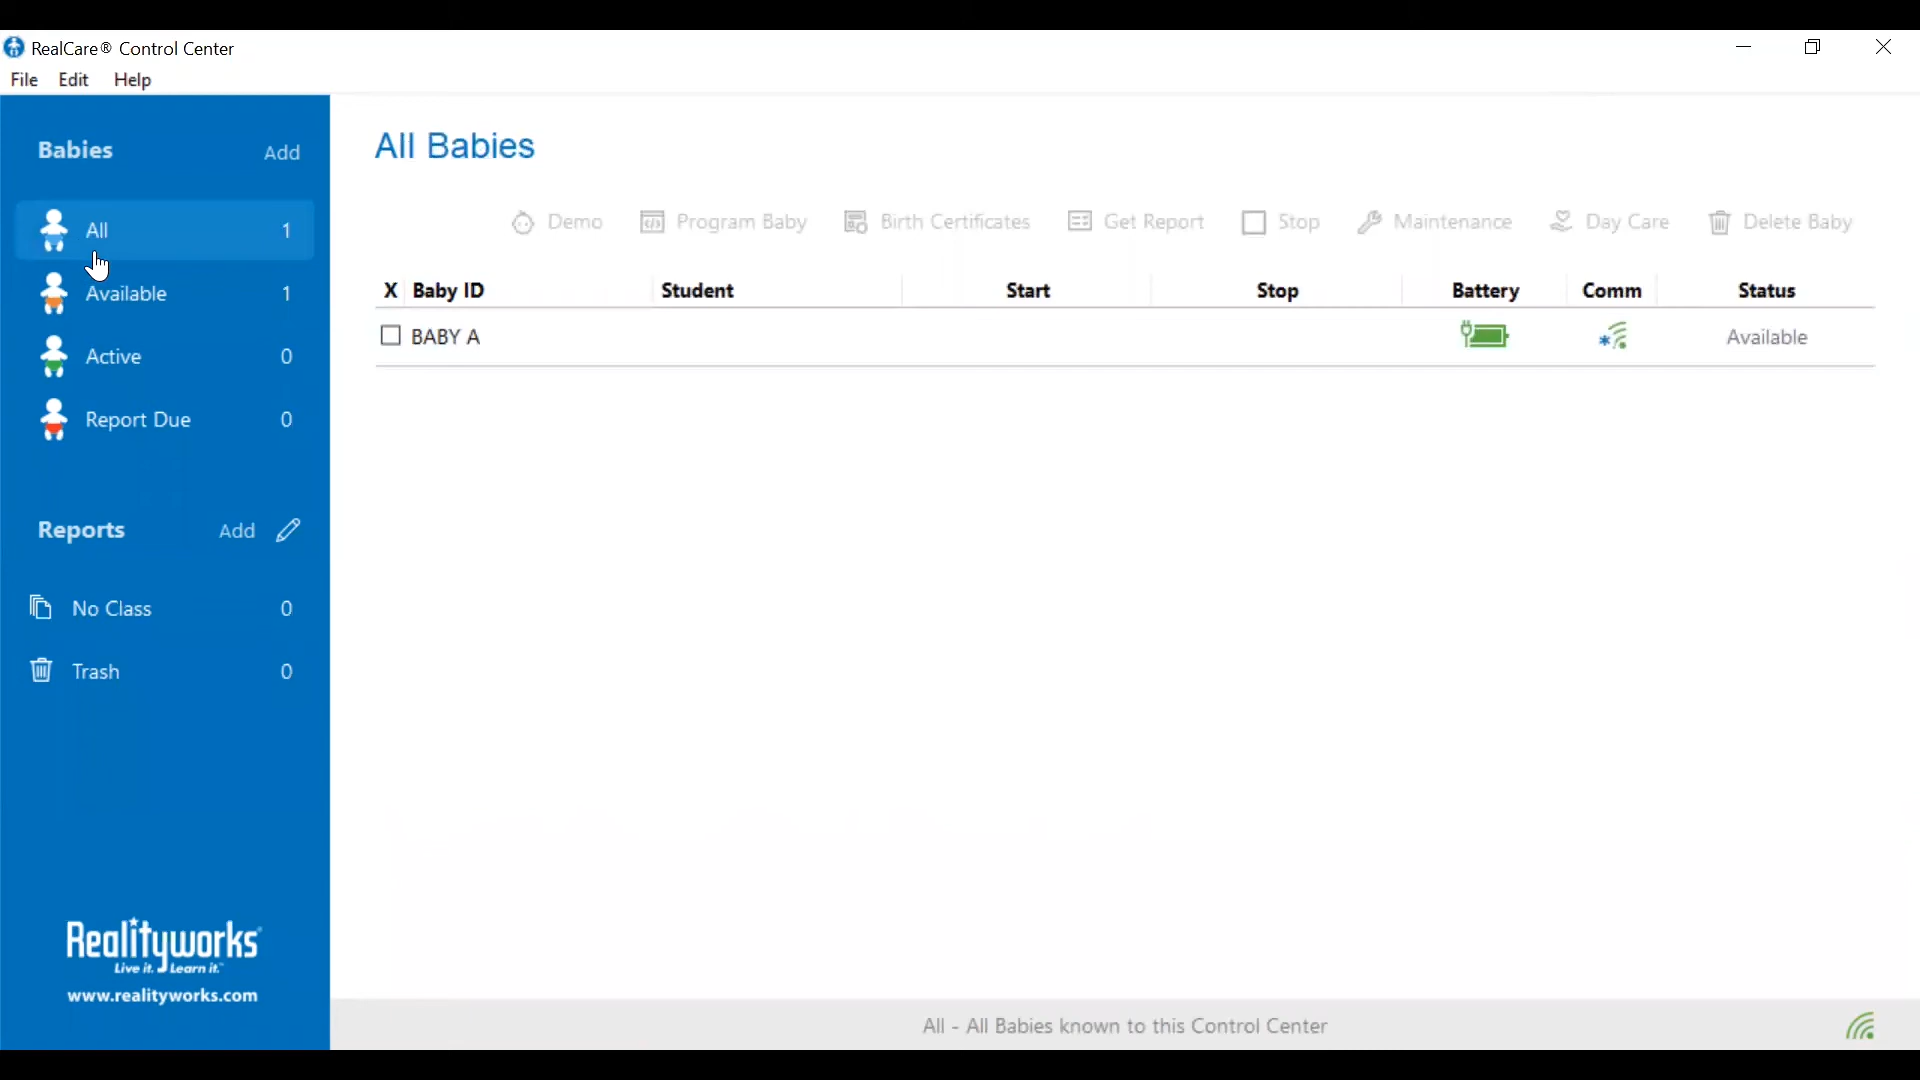 RealCare® Control Center
File Edit Help
Babies Add
All 1
Available 1
Active 0
Report Due 0
Reports Add
No Class 0
Trash 0
Realityworks®
Live it. Learn it.™
www.realityworks.com
All Babies
Demo Program Baby Birth Certificates Get Report Stop Maintenance Day Care Delete Baby
X Baby ID Student Start Stop Battery Comm Status
BABY A Available
All - All Babies known to this Control Center